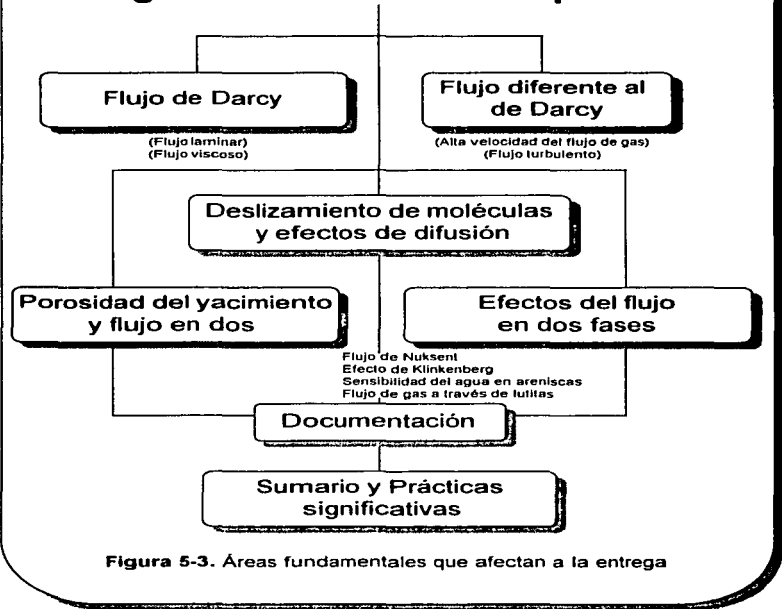 Flujo de Darcy
(Flujo laminar)
(Flujo viscoso)
Flujo diferente al
de Darcy
(Alta velocidad del flujo de gas)
(Flujo turbulento)
Deslizamiento de moléculas
y efectos de difusión
Porosidad del yacimiento
y flujo en dos
Efectos del flujo
en dos fases
Flujo de Nuksent
Efecto de Klinkenberg
Sensibilidad del agua en areniscas
Flujo de gas a través de lutitas
Documentación
Sumario y Prácticas
significativas
Figura 5-3. Áreas fundamentales que afectan a la entrega